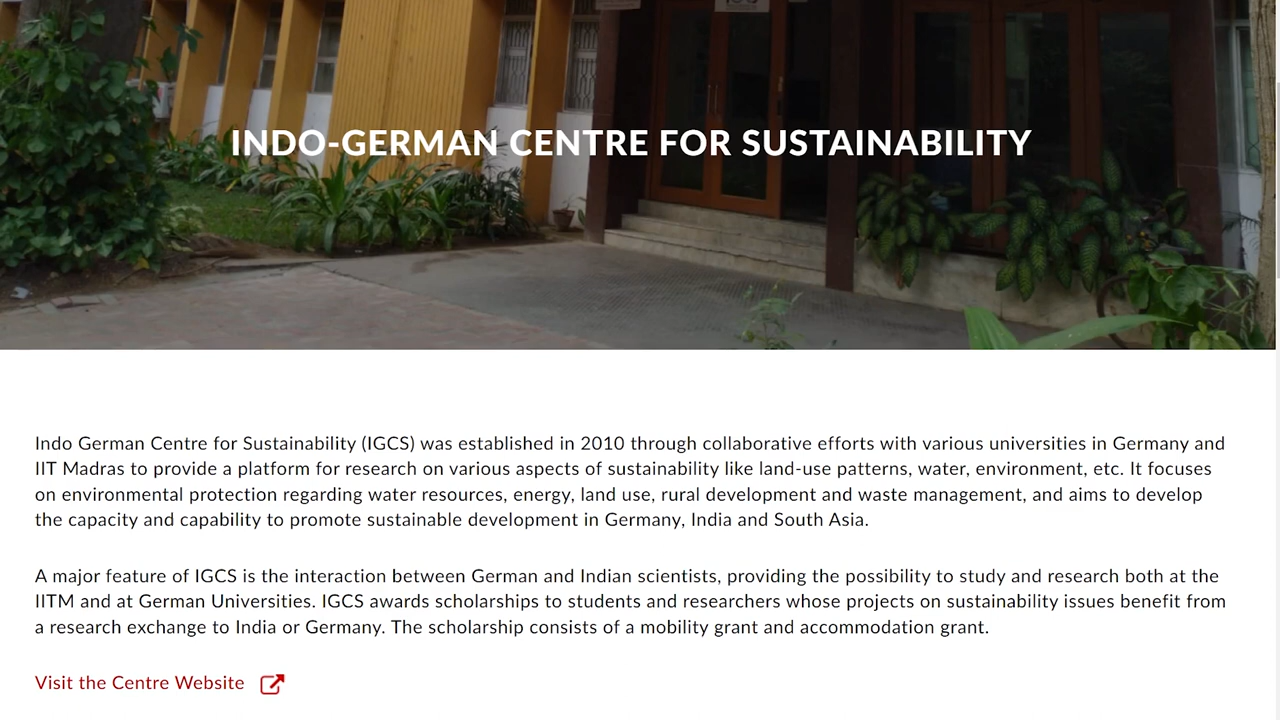 INDO-GERMAN CENTRE FOR SUSTAINABILITY
Indo German Centre for Sustainability (IGCS) was established in 2010 through collaborative efforts with various universities in Germany and
IIT Madras to provide a platform for research on various aspects of sustainability like land-use patterns, water, environment, etc. It focuses
on environmental protection regarding water resources, energy, land use, rural development and waste management, and aims to develop
the capacity and capability to promote sustainable development in Germany, India and South Asia.
A major feature of IGCS is the interaction between German and Indian scientists, providing the possibility to study and research both at the
IITM and at German Universities. IGCS awards scholarships to students and researchers whose projects on sustainability issues benefit from
a research exchange to India or Germany. The scholarship consists of a mobility grant and accommodation grant.
Visit the Centre Website